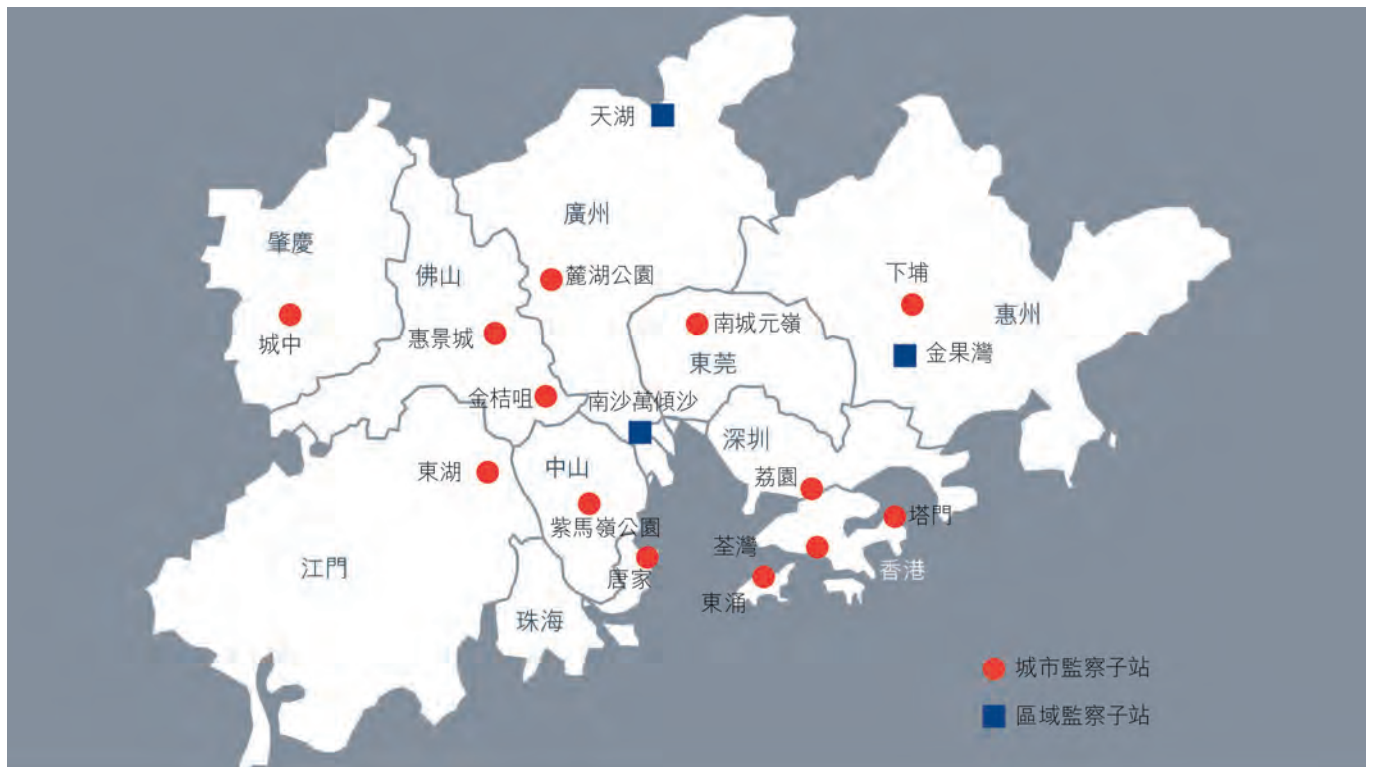 天湖
廣州
肇慶
佛山
麓湖公園
下埔
惠州
城中
惠景城
南城元嶺
東莞
金果灣
金桔咀
南沙萬傾沙
深圳
東湖
中山
荔園
紫馬嶺公園
塔門
荃灣
香港
江門
唐家
東涌
珠海
城市監察子站
區域監察子站